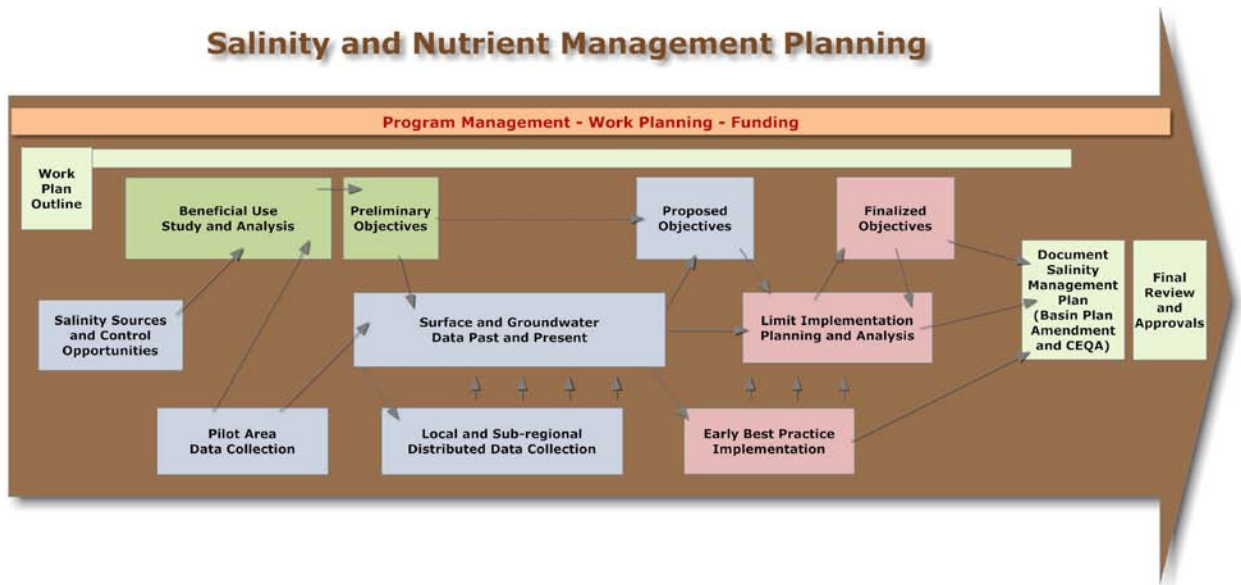 Salinity and Nutrient Management Planning
Program Management - Work Planning - Funding
Work
Plan
Outline
Beneficial Use
Study and Analysis
Preliminary
Objectives
Proposed
Objectives
Finalized
Objectives
Salinity Sources
and Control
Opportunities
Surface and Groundwater
Data Past and Present
Limit Implementation
Planning and Analysis
Document
Salinity
Management
Plan
(Basin Plan
Amendment
and CEQA)
Final
Review
and
Approvals
Pilot Area
Data Collection
Local and Sub-regional
Distributed Data Collection
Early Best Practice
Implementation